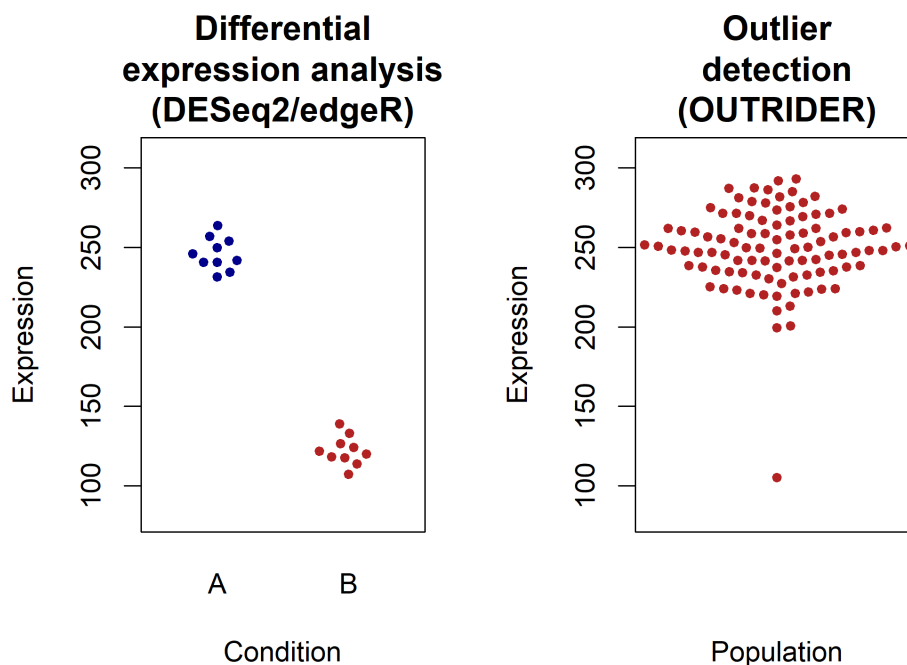 Differential
expression analysis
(DESeq2/edgeR)
Expression
300
250
200
150
100
A B
Condition
Outlier
detection
(OUTRIDER)
Expression
300
250
200
150
100
Population